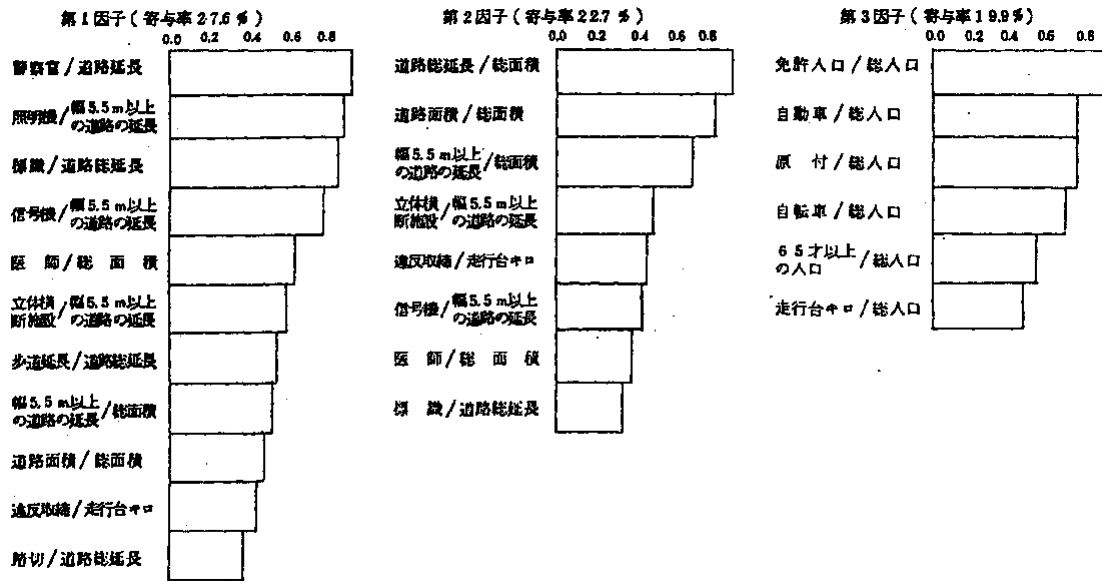 第1因子(寄与率27.6%)
0.0 0.2 0.4 0.6 0.8
警察官/道路延長
照明機/幅5.5m以上の道路の延長
標識/道路総延長
信号機/幅5.5m以上の道路の延長
医師/総面積
立体横断施設/幅5.5m以上の道路の延長
歩道延長/道路総延長
幅5.5m以上の道路の延長/総面積
道路面積/総面積
違反取締/走行台キロ
踏切/道路総延長
第2因子(寄与率22.7%)
0.0 0.2 0.4 0.6 0.8
道路総延長/総面積
道路面積/総面積
幅5.5m以上の道路の延長/総面積
立体横断施設/幅5.5m以上の道路の延長
違反取締/走行台キロ
信号機/幅5.5m以上の道路の延長
医師/総面積
標識/道路総延長
第3因子(寄与率19.9%)
0.0 0.2 0.4 0.6 0.8
免許人口/総人口
自動車/総人口
原付/総人口
自転車/総人口
65才以上の人口/総人口
走行台キロ/総人口